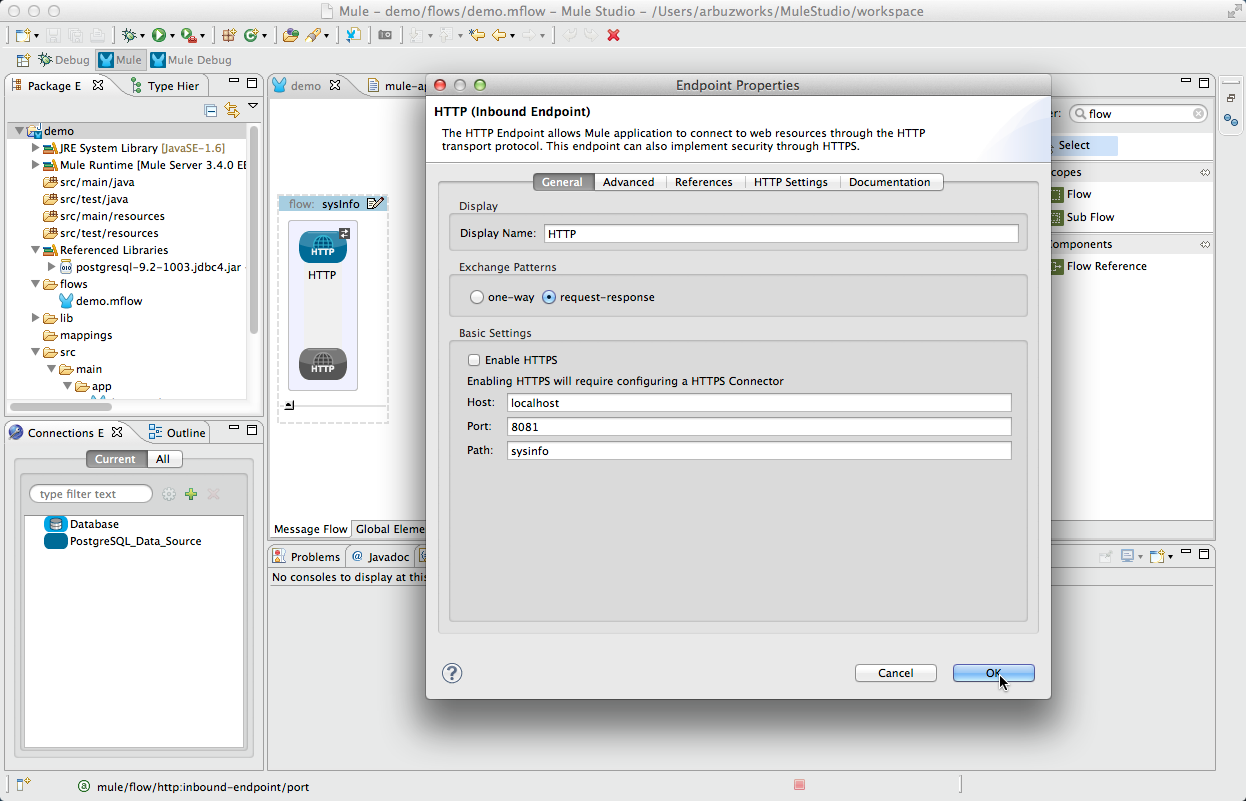 Mule – demo/flows/demo.mflow – Mule Studio – /Users/arbuzworks/MuleStudio/workspace
Debug Mule Mule Debug
Package E Type Hier
demo
JRE System Library [JavaSE-1.6]
Mule Runtime [Mule Server 3.4.0 EE
src/main/java
src/test/java
src/main/resources
src/test/resources
Referenced Libraries
postgresql-9.2-1003.jdbc4.jar -
flows
demo.mflow
lib
mappings
src
main
app
Connections E Outline
Current All
type filter text
Database
PostgreSQL_Data_Source
demo mule-ap
flow: sysInfo
HTTP
HTTP
HTTP
Message Flow Global Eleme
Problems @ Javadoc
No consoles to display at this
Endpoint Properties
HTTP (Inbound Endpoint)
The HTTP Endpoint allows Mule application to connect to web resources through the HTTP
transport protocol. This endpoint can also implement security through HTTPS.
General Advanced References HTTP Settings Documentation
Display
Display Name: HTTP
Exchange Patterns
one-way request-response
Basic Settings
Enable HTTPS
Enabling HTTPS will require configuring a HTTPS Connector
Host: localhost
Port: 8081
Path: sysinfo
? Cancel OK
er: flow
Select
copes
Flow
Sub Flow
omponents
Flow Reference
mule/flow/http:inbound-endpoint/port